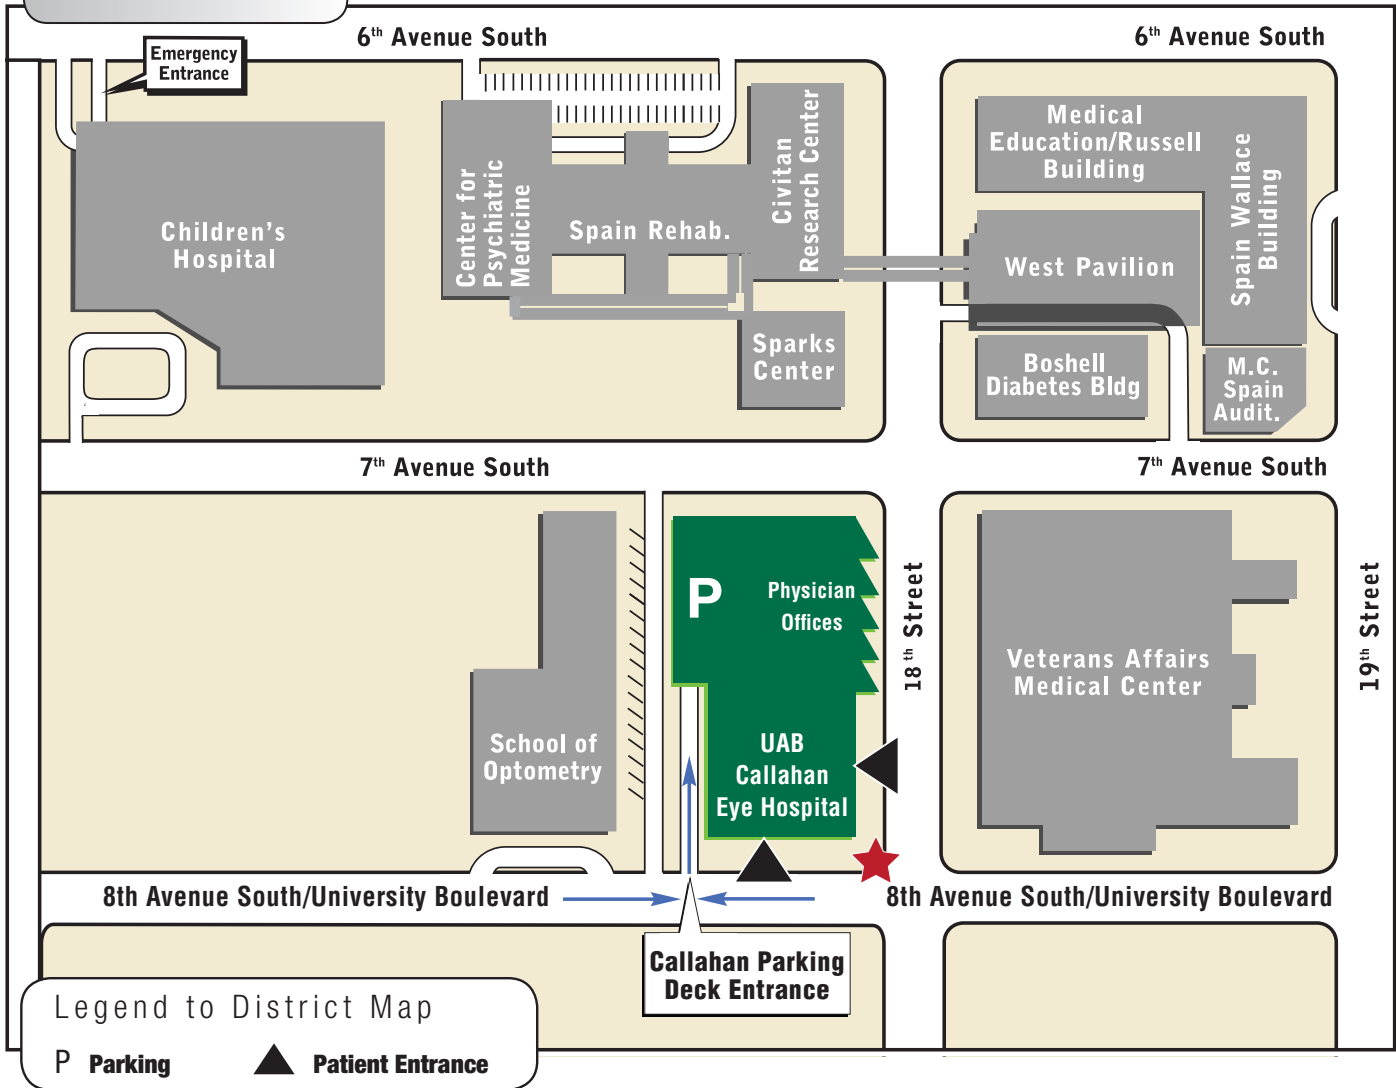 6th Avenue South
6th Avenue South
Emergency
Entrance
Children's
Hospital
Center for
Psychiatric
Medicine
Spain Rehab.
Civitan
Research Center
Sparks
Center
Medical
Education/Russell
Building
Spain Wallace
Building
West Pavilion
Boshell
Diabetes Bldg
M.C.
Spain
Audit.
7th Avenue South
7th Avenue South
School of
Optometry
P
Physician
Offices
UAB
Callahan
Eye Hospital
18th Street
Veterans Affairs
Medical Center
19th Street
8th Avenue South/University Boulevard
8th Avenue South/University Boulevard
Callahan Parking
Deck Entrance
Legend to District Map
P Parking
Patient Entrance